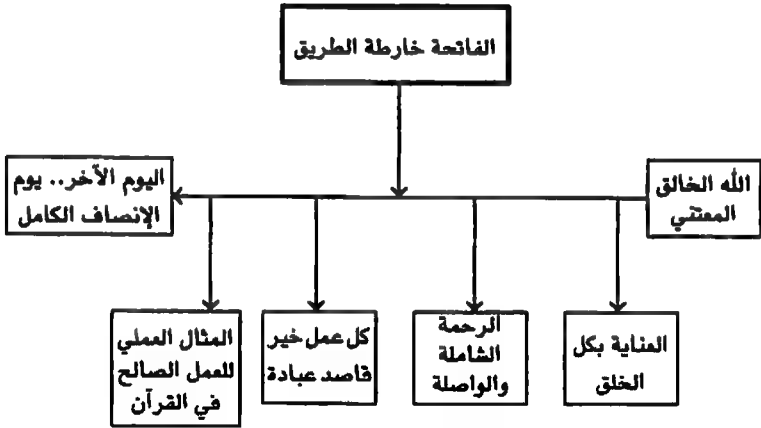 الفاتحة خارطة الطريق
الله الخالق
المعتني
اليوم الآخر.. يوم
الإنصاف الكامل
العناية بكل
الخلق
الرحمة
الشاملة
والواصلة
كل عمل خير
قاصد عبادة
المثال العملي
للعمل الصالح
في القرآن